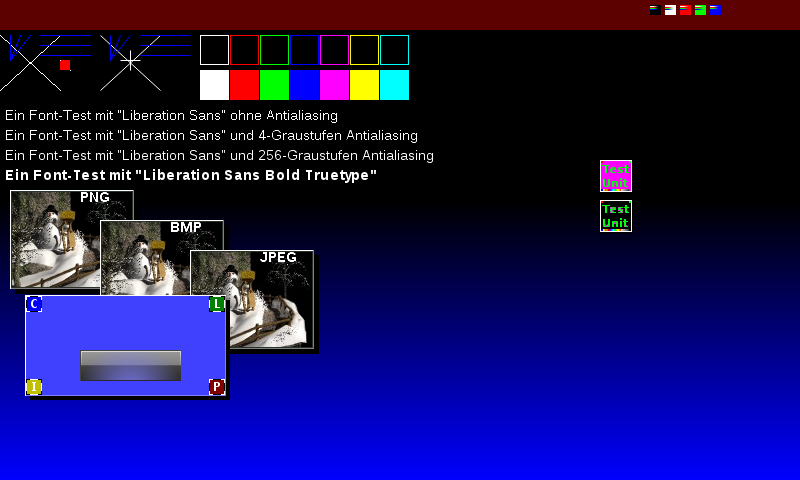 Ein Font-Test mit "Liberation Sans" ohne Antialiasing
Ein Font-Test mit "Liberation Sans" und 4-Graustufen Antialiasing
Ein Font-Test mit "Liberation Sans" und 256-Graustufen Antialiasing
Ein Font-Test mit "Liberation Sans Bold Truetype"
Test
Unit
Test
Unit
PNG
BMP
JPEG
C
L
I
P